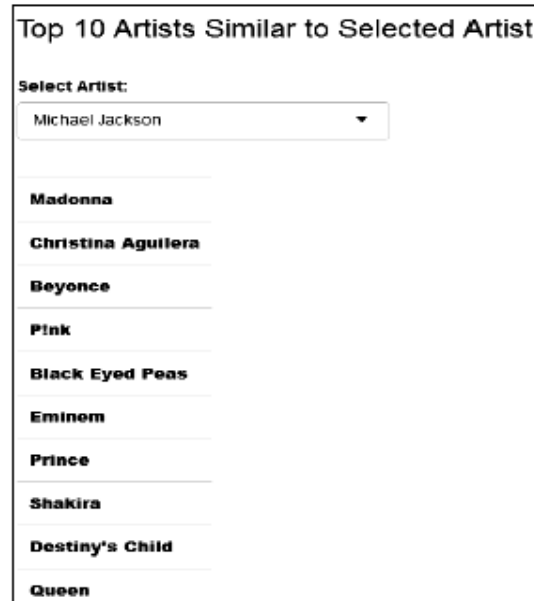 Top 10 Artists Similar to Selected Artist
Select Artist:
Michael Jackson
Madonna
Christina Aguilera
Beyonce
P!nk
Black Eyed Peas
Eminem
Prince
Shakira
Destiny's Child
Queen